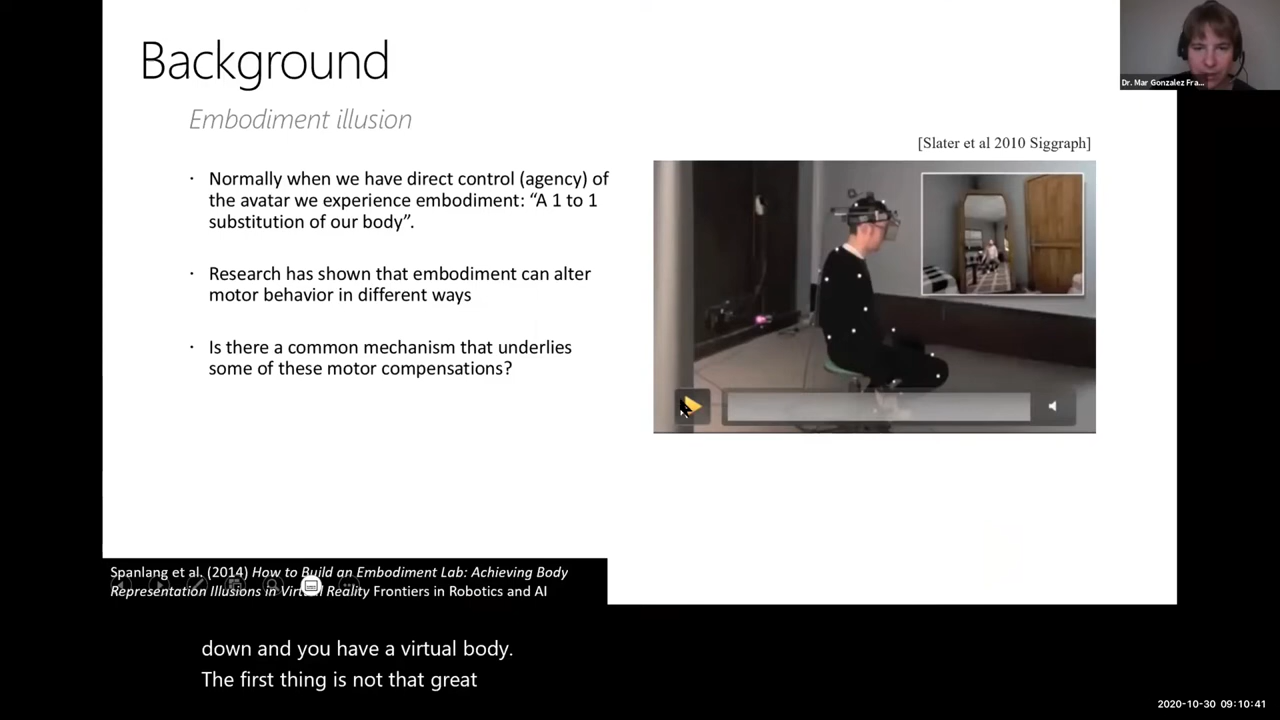 Background
Embodiment illusion
[Slater et al 2010 Siggraph]
· Normally when we have direct control (agency) of
the avatar we experience embodiment: “A 1 to 1
substitution of our body”.
· Research has shown that embodiment can alter
motor behavior in different ways
· Is there a common mechanism that underlies
some of these motor compensations?
Dr. Mar Gonzalez Fra...
Spanlang et al. (2014) How to Build an Embodiment Lab: Achieving Body
Representation Illusions in Virtual Reality Frontiers in Robotics and AI
down and you have a virtual body.
The first thing is not that great
2020-10-30 09:10:41